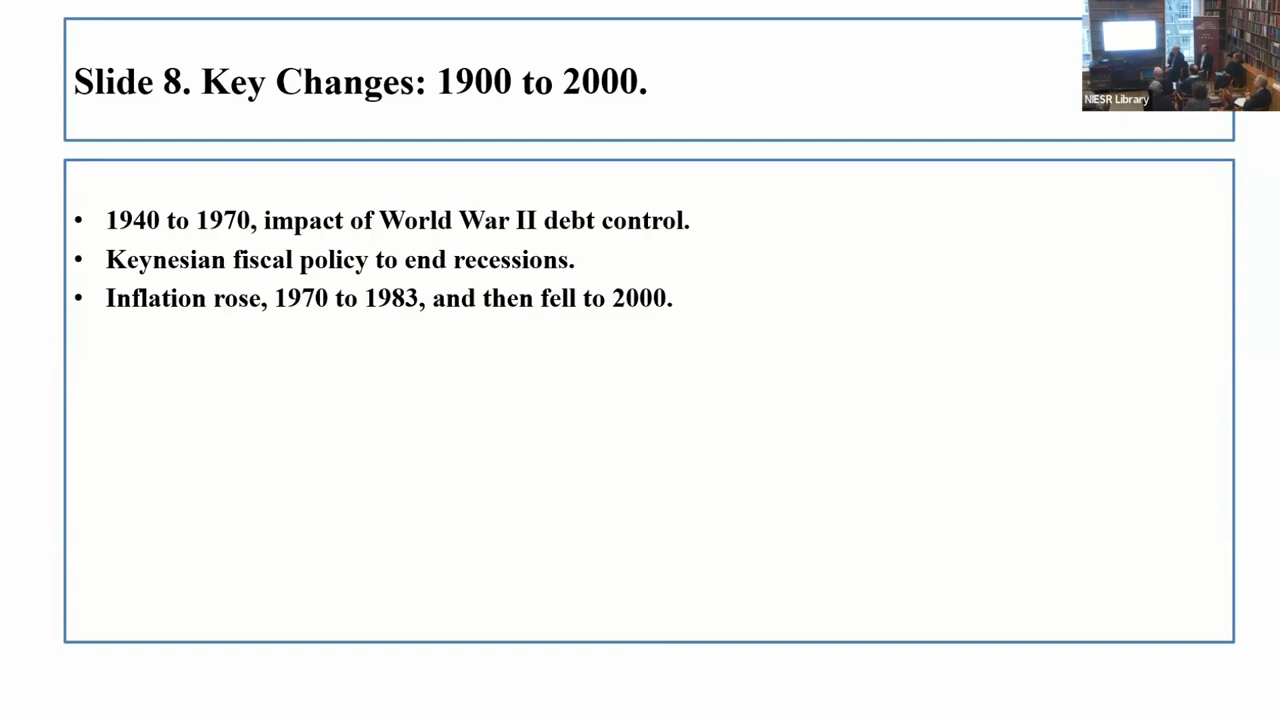 Slide 8. Key Changes: 1900 to 2000.
NIESR Library
• 1940 to 1970, impact of World War II debt control.
• Keynesian fiscal policy to end recessions.
• Inflation rose, 1970 to 1983, and then fell to 2000.